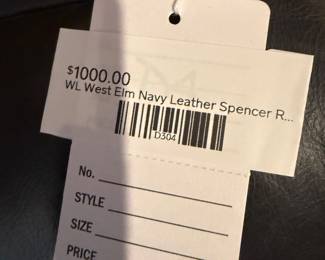 $1000.00
WL West Elm Navy Leather Spencer R...
D304
No.
STYLE
SIZE
PRICE